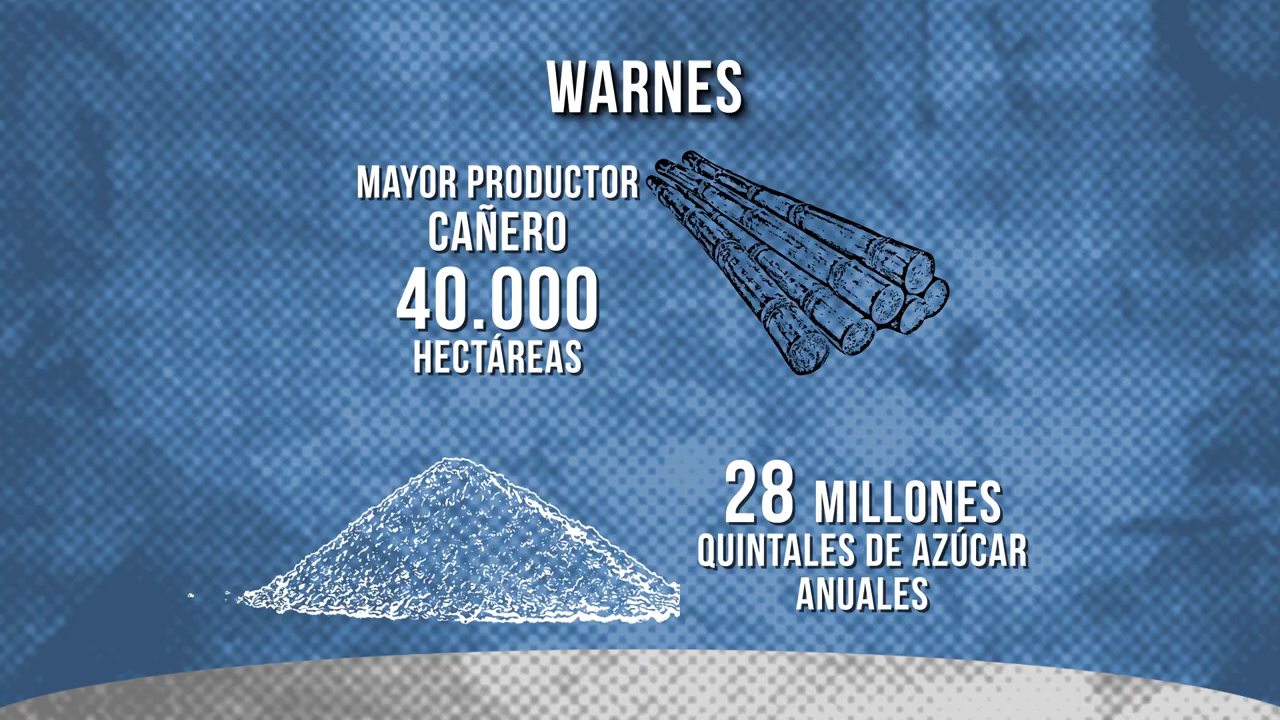 WARNES
MAYOR PRODUCTOR
CAÑERO
40.000
HECTÁREAS
28 MILLONES
QUINTALES DE AZÚCAR
ANUALES